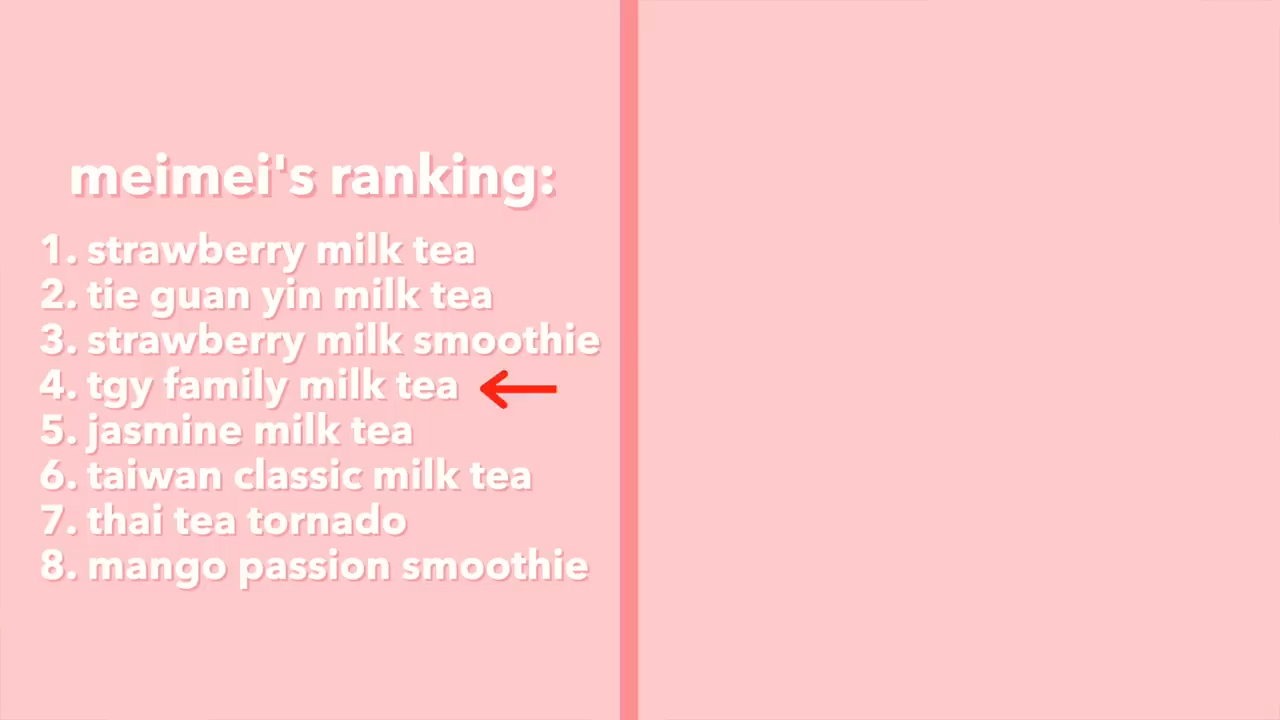 meimei's ranking:
1. strawberry milk tea
2. tie guan yin milk tea
3. strawberry milk smoothie
4. tgy family milk tea
5. jasmine milk tea
6. taiwan classic milk tea
7. thai tea tornado
8. mango passion smoothie